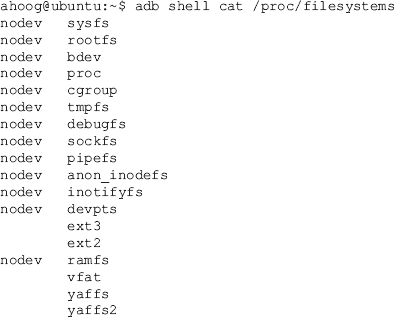 ahoog@ubuntu:~$ adb shell cat /proc/filesystems
nodev   sysfs
nodev   rootfs
nodev   bdev
nodev   proc
nodev   cgroup
nodev   tmpfs
nodev   debugfs
nodev   sockfs
nodev   pipefs
nodev   anon_inodefs
nodev   inotifyfs
nodev   devpts
        ext3
        ext2
nodev   ramfs
        vfat
        yaffs
        yaffs2